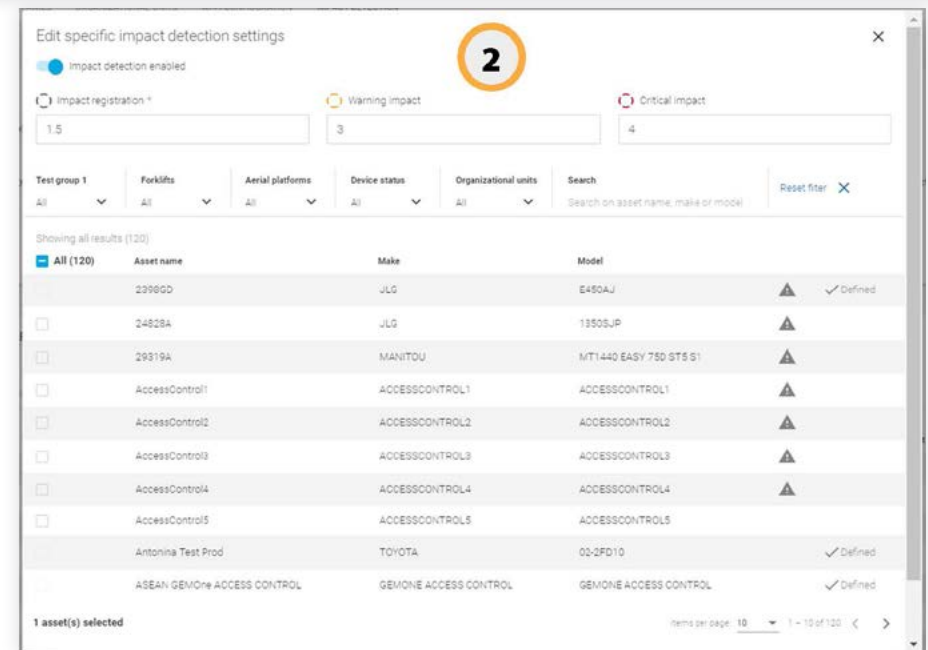 Edit specific impact detection settings
2
Impact detection enabled
Impact registration * Warning impact Critical impact
1.5 3 4
Test group 1 Forklifts Aerial platforms Device status Organizational units Search
All All All All All Search on asset name, make or model Reset filter
Showing all results (120)
All (120) Asset name Make Model
2398GD JLG E450AJ Defined
24828A JLG 1350SJP
29319A MANITOU MT1440 EASY 75D ST5 S1
AccessControl1 ACCESSCONTROL1 ACCESSCONTROL1
AccessControl2 ACCESSCONTROL2 ACCESSCONTROL2
AccessControl3 ACCESSCONTROL3 ACCESSCONTROL3
AccessControl4 ACCESSCONTROL4 ACCESSCONTROL4
AccessControl5 ACCESSCONTROL5 ACCESSCONTROL5
Antonina Test Prod TOYOTA 02-2FD10 Defined
ASEAN GEMOne ACCESS CONTROL GEMONE ACCESS CONTROL GEMONE ACCESS CONTROL Defined
1 asset(s) selected Items per page: 10 1 – 10 of 120